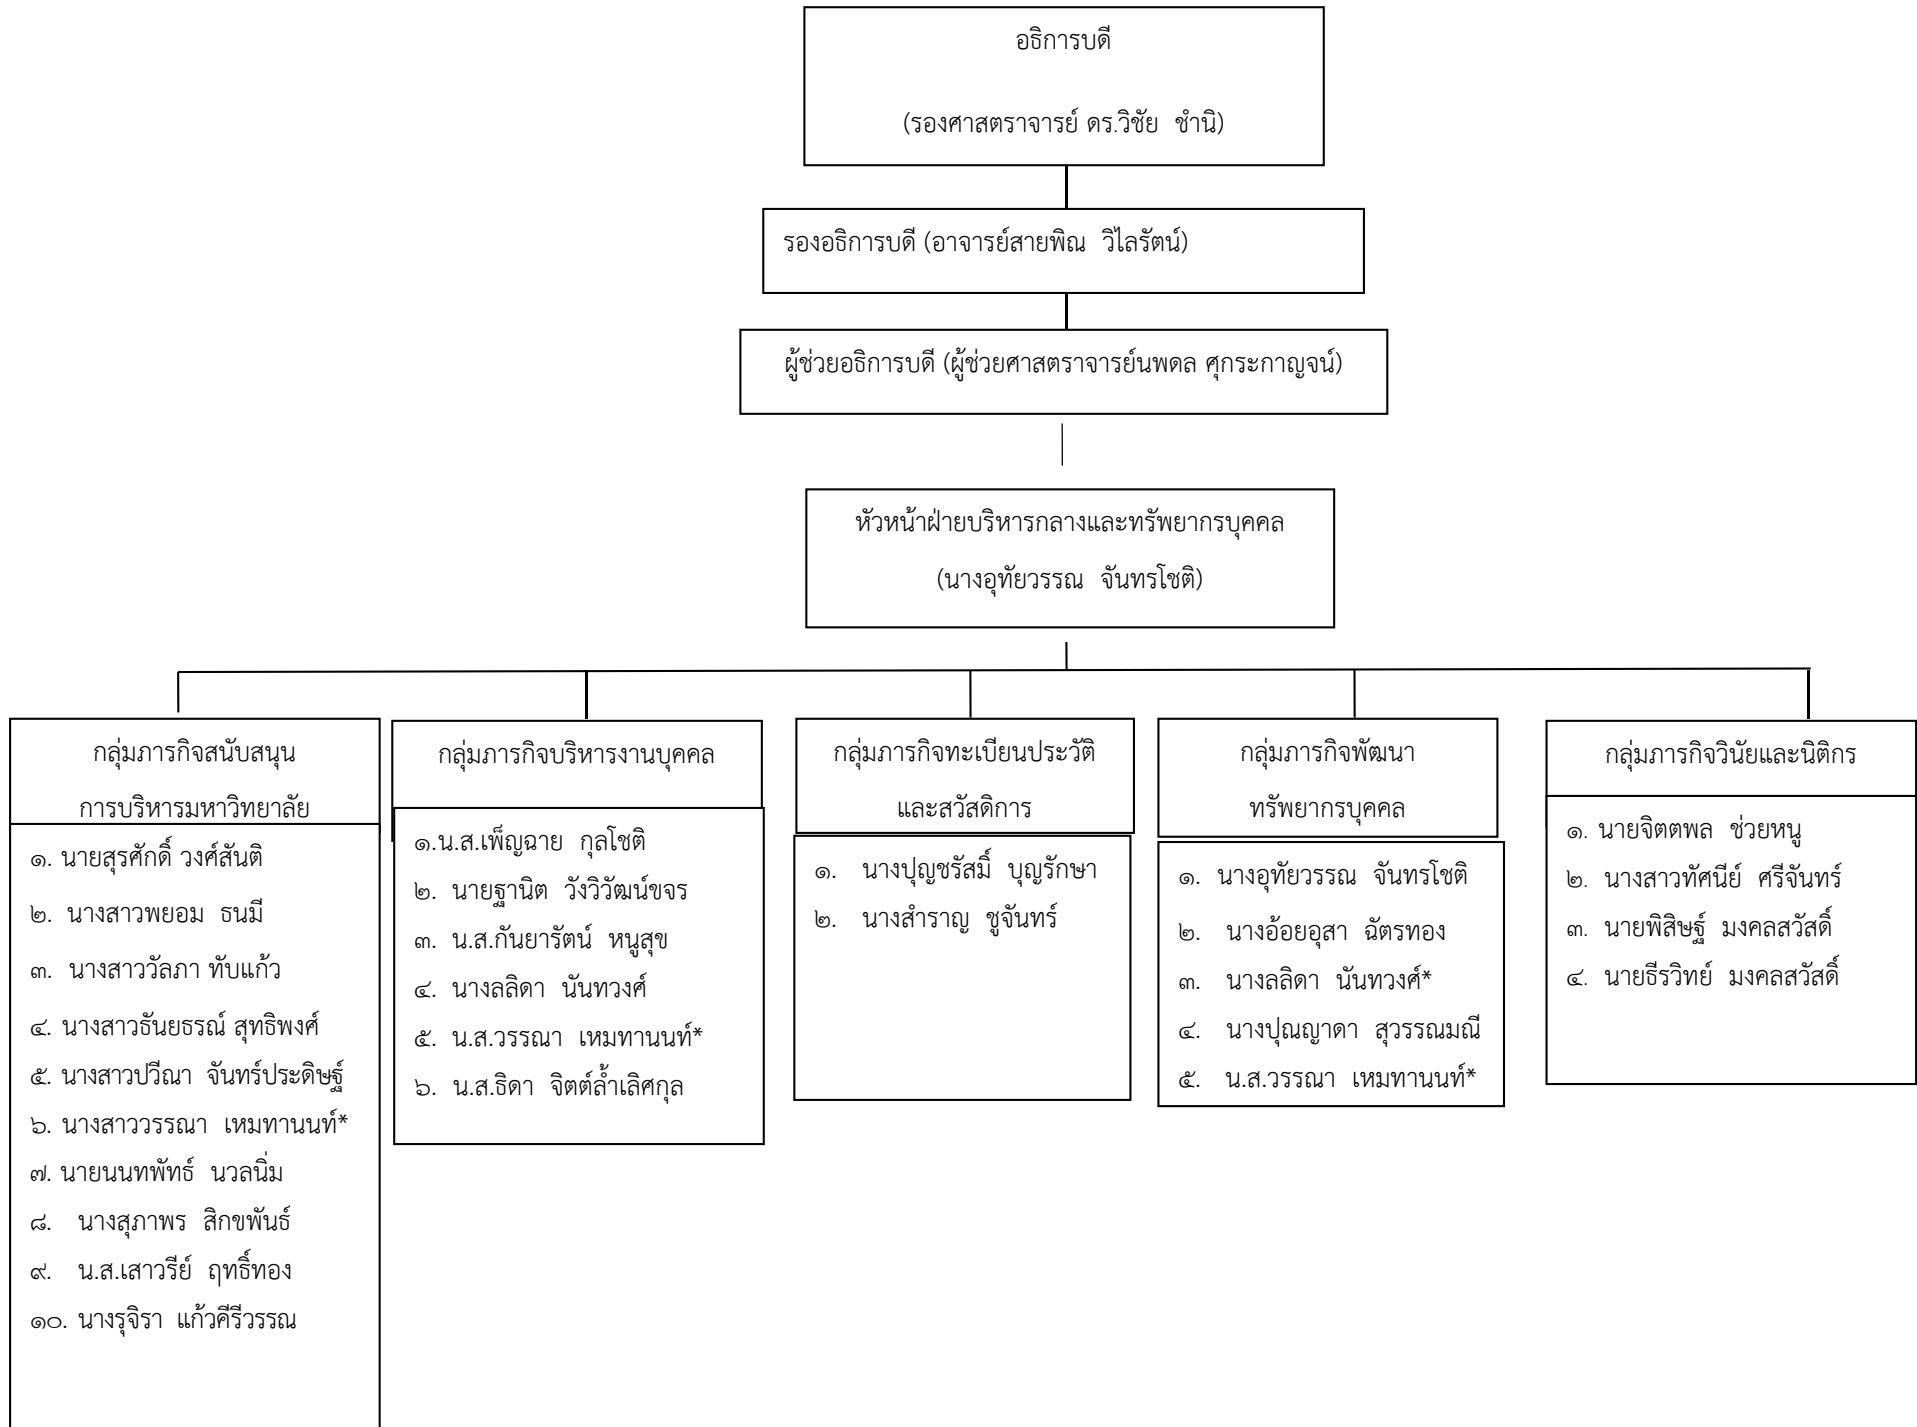 อธิการบดี
(รองศาสตราจารย์ ดร.วิชัย ชำนิ)
รองอธิการบดี (อาจารย์สายพิณ วิไลรัตน์)
ผู้ช่วยอธิการบดี (ผู้ช่วยศาสตราจารย์นพดล ศุกระกาญจน์)
หัวหน้าฝ่ายบริหารกลางและทรัพยากรบุคคล
(นางอุทัยวรรณ จันทรโชติ)
กลุ่มภารกิจสนับสนุน
การบริหารมหาวิทยาลัย
๑. นายสุรศักดิ์ วงศ์สันติ
๒. นางสาวพยอม ธนมี
๓. นางสาววัลภา ทับแก้ว
๔. นางสาวธันยธรณ์ สุทธิพงศ์
๕. นางสาวปวีณา จันทร์ประดิษฐ์
๖. นางสาววรรณา เหมทานนท์*
๗. นายนนทพัทธ์ นวลนิ่ม
๘. นางสุภาพร สิกขพันธ์
๙. น.ส.เสาวรีย์ ฤทธิ์ทอง
๑๐. นางรุจิรา แก้วคีรีวรรณ
กลุ่มภารกิจบริหารงานบุคคล
๑.น.ส.เพ็ญฉาย กุลโชติ
๒. นายฐานิต วังวิวัฒน์ขจร
๓. น.ส.กันยารัตน์ หนูสุข
๔. นางลลิดา นันทวงศ์
๕. น.ส.วรรณา เหมทานนท์*
๖. น.ส.ธิดา จิตต์ล้ำเลิศกุล
กลุ่มภารกิจทะเบียนประวัติ
และสวัสดิการ
๑. นางปุญชรัสมิ์ บุญรักษา
๒. นางสำราญ ชูจันทร์
กลุ่มภารกิจพัฒนา
ทรัพยากรบุคคล
๑. นางอุทัยวรรณ จันทรโชติ
๒. นางอ้อยอุสา ฉัตรทอง
๓. นางลลิดา นันทวงศ์*
๔. นางปุณญาดา สุวรรณมณี
๕. น.ส.วรรณา เหมทานนท์*
กลุ่มภารกิจวินัยและนิติกร
๑. นายจิตตพล ช่วยหนู
๒. นางสาวทัศนีย์ ศรีจันทร์
๓. นายพิสิษฐ์ มงคลสวัสดิ์
๔. นายธีรวิทย์ มงคลสวัสดิ์